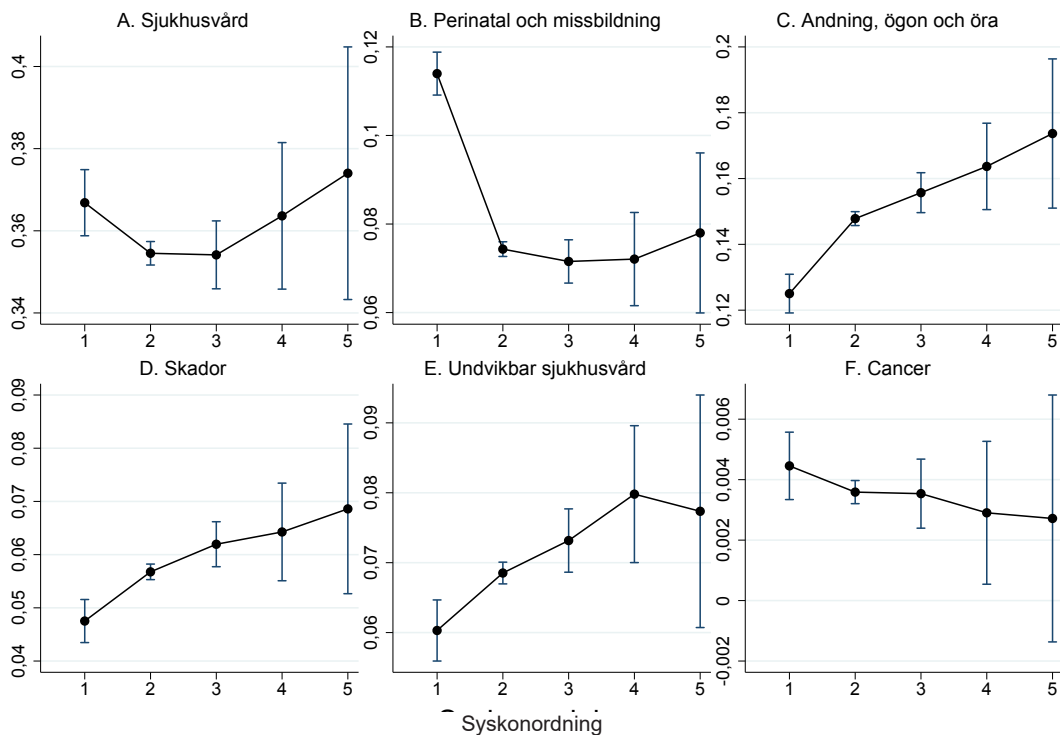 A. Sjukhusvård
0,4
0,38
0,36
0,34
1 2 3 4 5
B. Perinatal och missbildning
0,12
0,1
0,08
0,06
1 2 3 4 5
C. Andning, ögon och öra
0,2
0,18
0,16
0,14
0,12
1 2 3 4 5
D. Skador
0,09
0,08
0,07
0,06
0,05
0,04
1 2 3 4 5
E. Undvikbar sjukhusvård
0,09
0,08
0,07
0,06
1 2 3 4 5
F. Cancer
0,006
0,004
0,002
0
-0,002
1 2 3 4 5
Syskonordning